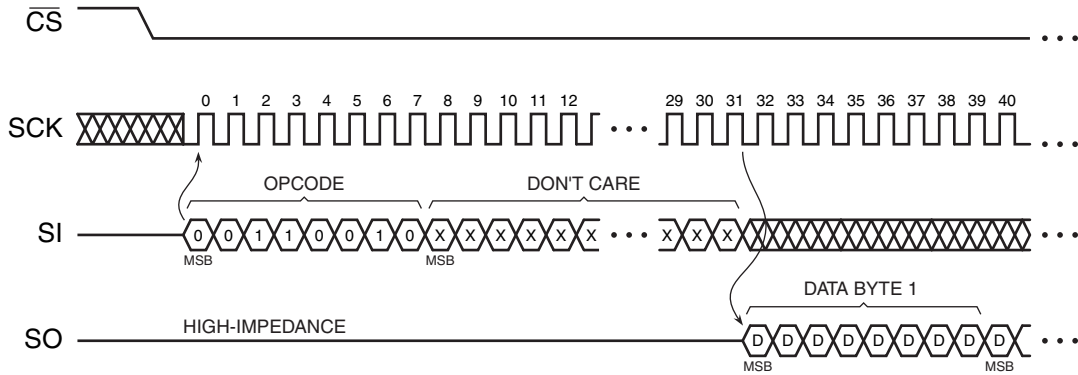 CS
• • •
0 1 2 3 4 5 6 7 8 9 10 11 12 29 30 31 32 33 34 35 36 37 38 39 40
SCK • • • • • •
OPCODE DON'T CARE
SI 0 0 1 1 0 0 1 0 X X X X X X • • • X X X • • •
MSB MSB
DATA BYTE 1
HIGH-IMPEDANCE
SO D D D D D D D D D • • •
MSB MSB